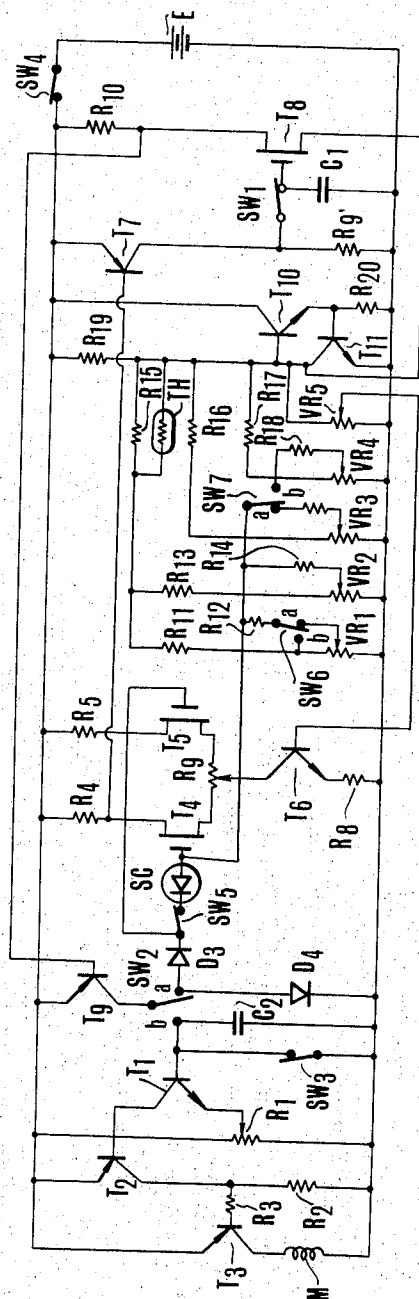 SW4
E
R10
T8
SW1
C1
T7
R9'
R19
T10
R20
T11
R15
TH
R16
R17
R18
VR5
VR4
SW7
a
b
VR3
R14
VR2
R13
R11
R12
a
b
SW6
VR1
R5
R4
T5
T4
R9
T6
R8
SC
SW5
D3
SW2
a
b
D4
T9
C2
SW3
T1
R1
T2
R3
R2
T3
M